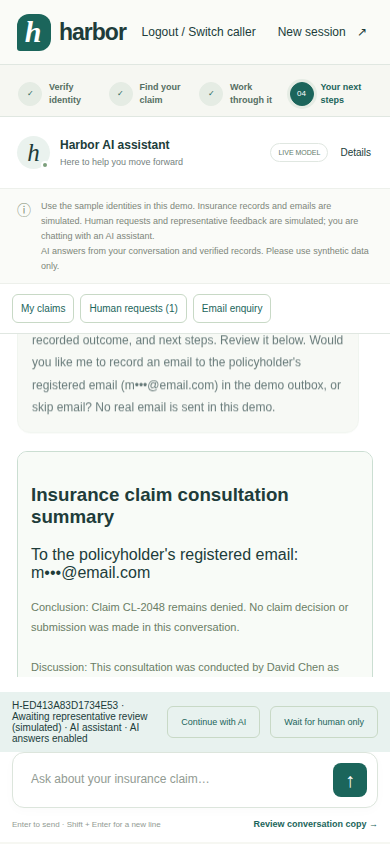 h harbor
Logout / Switch caller
New session ↗
✓ Verify identity
✓ Find your claim
✓ Work through it
04 Your next steps
h
Harbor AI assistant
Here to help you move forward
LIVE MODEL
Details
ⓘ Use the sample identities in this demo. Insurance records and emails are
simulated. Human requests and representative feedback are simulated; you are
chatting with an AI assistant.
AI answers from your conversation and verified records. Please use synthetic data
only.
My claims
Human requests (1)
Email enquiry
recorded outcome, and next steps. Review it below. Would
you like me to record an email to the policyholder's
registered email (m•••@email.com) in the demo outbox, or
skip email? No real email is sent in this demo.
Insurance claim consultation
summary
To the policyholder's registered email:
m•••@email.com
Conclusion: Claim CL-2048 remains denied. No claim decision or
submission was made in this conversation.
Discussion: This consultation was conducted by David Chen as
H-ED413A83D1734E53 ·
Awaiting representative review
(simulated) · AI assistant · AI
answers enabled
Continue with AI
Wait for human only
Ask about your insurance claim…
↑
Enter to send · Shift + Enter for a new line
Review conversation copy →